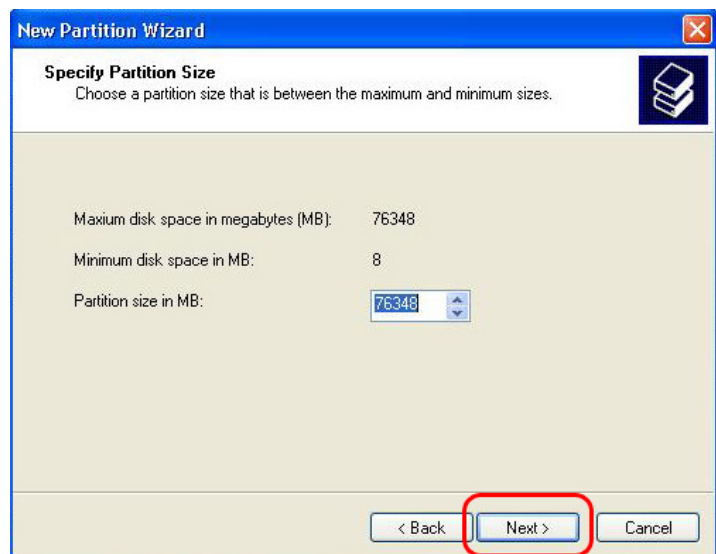 New Partition Wizard
Specify Partition Size
Choose a partition size that is between the maximum and minimum sizes.
Maxium disk space in megabytes (MB): 76348
Minimum disk space in MB: 8
Partition size in MB: 76348
< Back Next > Cancel